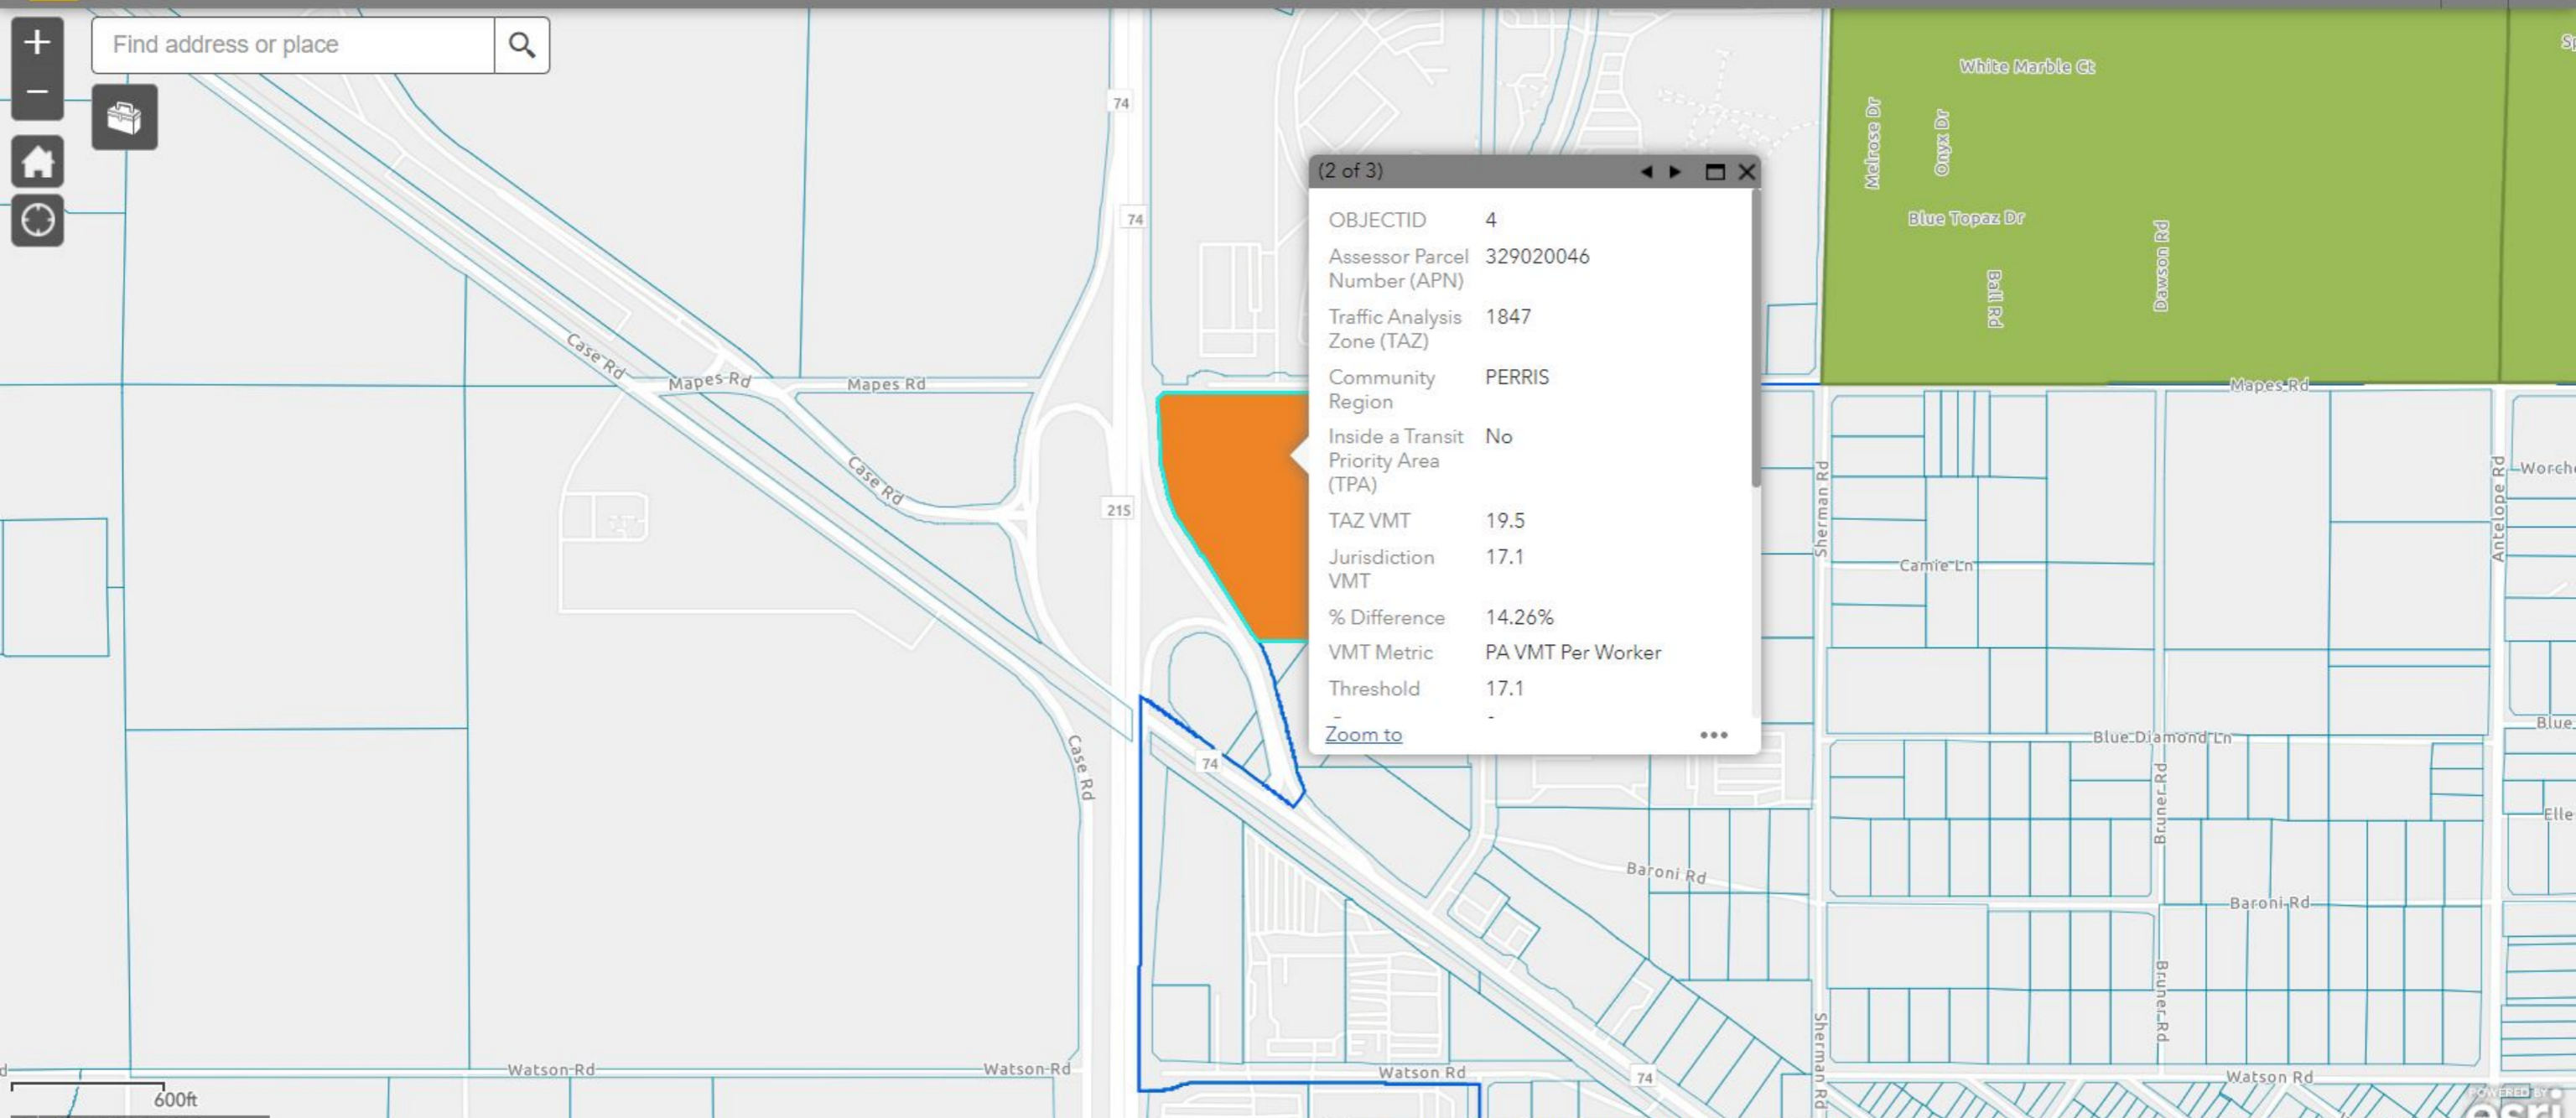 +
Find address or place
−
White Marble Ct
Melrose Dr
Onyx Dr
74
74
(2 of 3)
Blue Topaz Dr
Ball Rd
Dawson Rd
OBJECTID 4
Assessor Parcel 329020046
Number (APN)
Traffic Analysis 1847
Zone (TAZ)
Community PERRIS
Region
Inside a Transit No
Priority Area
(TPA)
TAZ VMT 19.5
Jurisdiction 17.1
VMT
% Difference 14.26%
VMT Metric PA VMT Per Worker
Threshold 17.1
Zoom to
•••
Case Rd
Mapes Rd
Mapes Rd
Mapes Rd
Case Rd
215
Sherman Rd
Antelope Rd
Camie Ln
Case Rd
74
Blue Diamond Ln
Blue
Bruner Rd
Elle
Baroni Rd
Baroni Rd
Bruner Rd
Sherman Rd
Watson Rd
Watson Rd
Watson Rd
74
Watson Rd
600ft
POWERED BY
esri